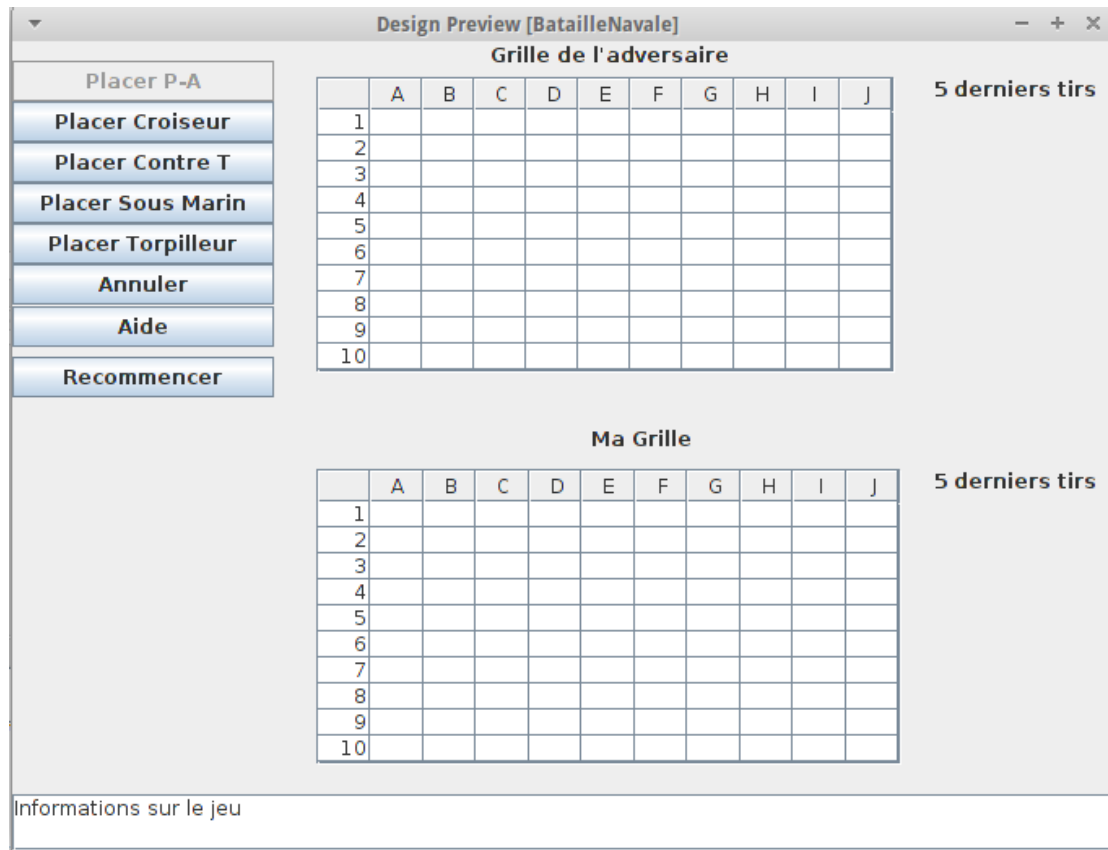 Design Preview [BatailleNavale]
Placer P-A
Placer Croiseur
Placer Contre T
Placer Sous Marin
Placer Torpilleur
Annuler
Aide
Recommencer
Grille de l'adversaire
A B C D E F G H I J
1
2
3
4
5
6
7
8
9
10
5 derniers tirs
Ma Grille
A B C D E F G H I J
1
2
3
4
5
6
7
8
9
10
5 derniers tirs
Informations sur le jeu